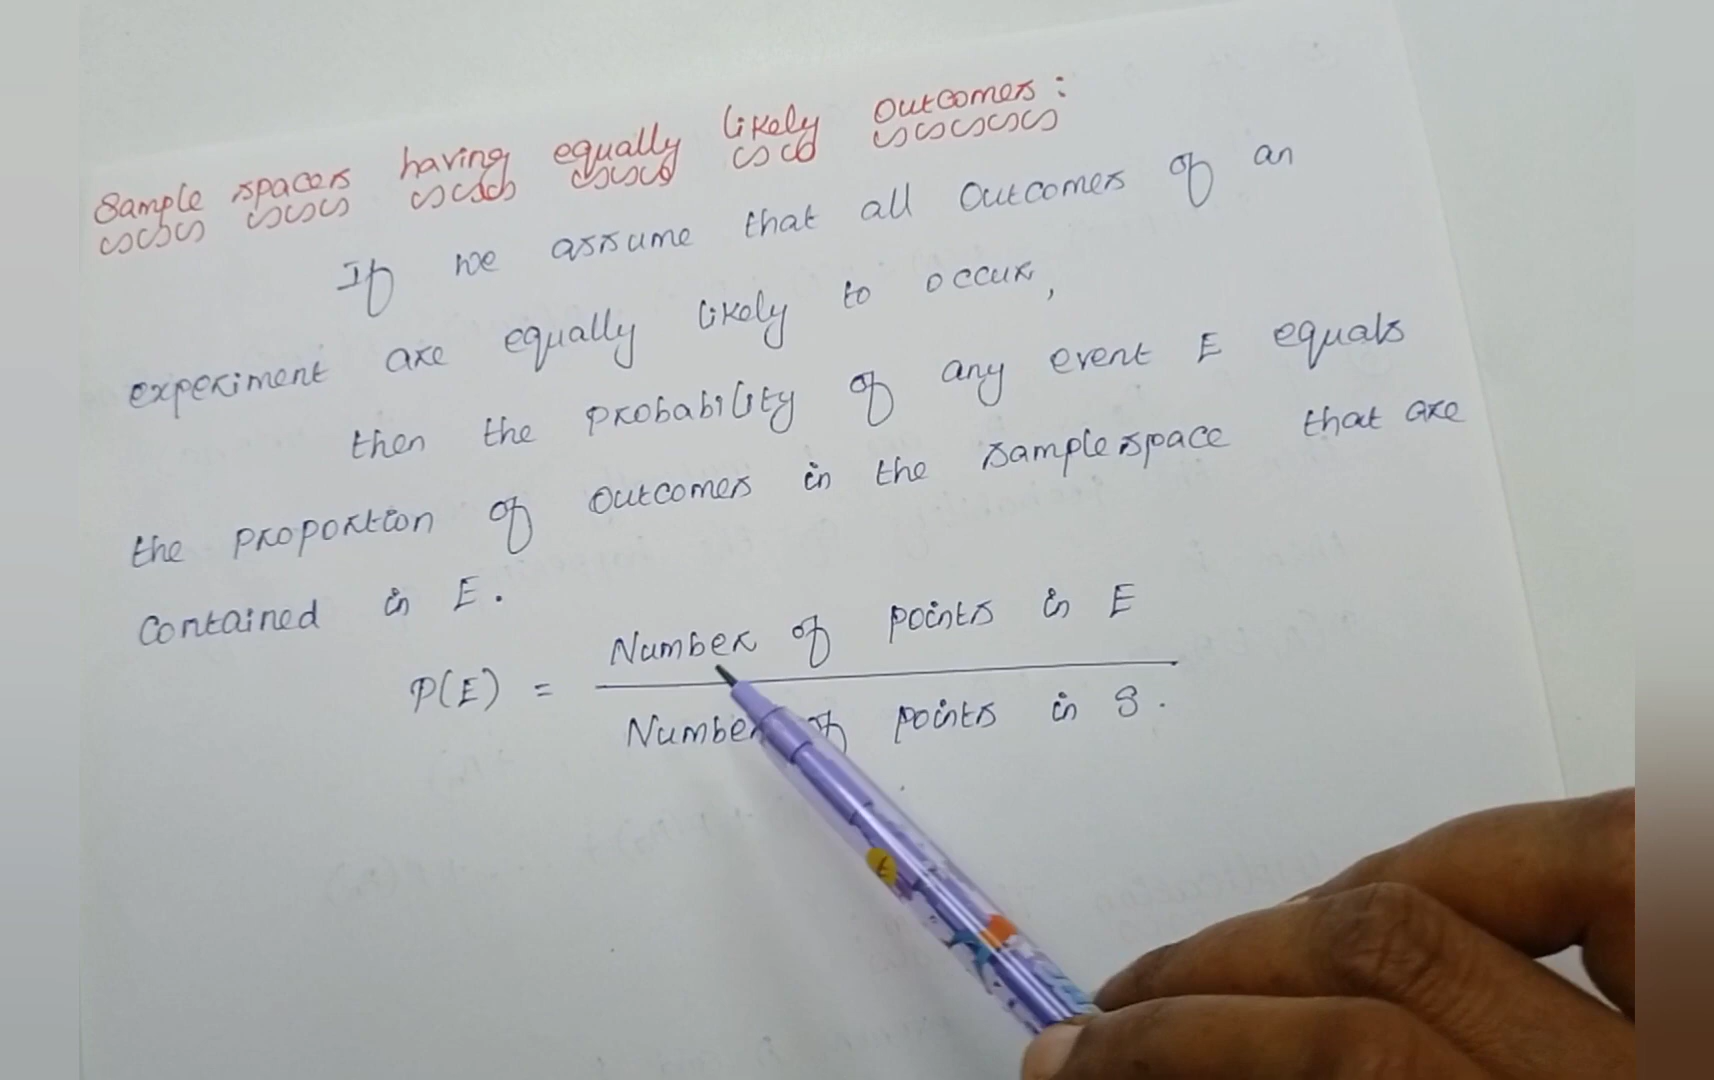 Sample spaces having equally likely outcomes:
If we assume that all outcomes of an
experiment are equally likely to occur,
then the probability of any event E equals
the proportion of outcomes in the sample space that are
contained in E.
P(E) = Number of points in E
Number of points in S.